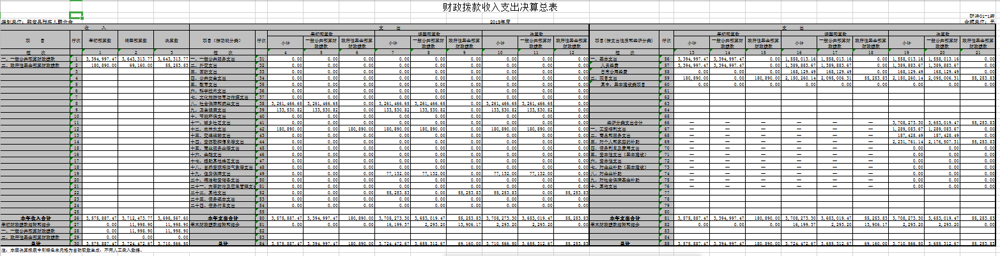 财政拨款收入支出决算总表
财决01-1表
编制单位：融安县残疾人联合会 2019年度 金额单位：元
收 入 支 出 支 出
项 目 行次 年初预算数 调整预算数 决算数 项目（按功能分类） 行次 年初预算数 调整预算数 决算数 项目（按支出性质和经济分类） 行次 年初预算数 调整预算数 决算数
小计 一般公共预算财政拨款 政府性基金预算财政拨款 小计 一般公共预算财政拨款 政府性基金预算财政拨款 小计 一般公共预算财政拨款 政府性基金预算财政拨款 小计 一般公共预算财政拨款 政府性基金预算财政拨款 小计 一般公共预算财政拨款 政府性基金预算财政拨款 小计 一般公共预算财政拨款 政府性基金预算财政拨款
栏 次 1 2 3 栏 次 4 5 6 7 8 9 10 11 12 栏 次 13 14 15 16 17 18 19 20 21
一、一般公共预算财政拨款 1 3,394,997.47 3,643,313.77 3,643,313.77 一、一般公共服务支出 31 0.00 0.00 0.00 0.00 0.00 0.00 0.00 0.00 0.00 一、基本支出 56 3,394,997.47 3,394,997.47 0.00 1,558,013.16 1,558,013.16 0.00 1,558,013.16 1,558,013.16 0.00
二、政府性基金预算财政拨款 2 180,890.00 69,160.00 55,253.83 二、外交支出 32 0.00 0.00 0.00 0.00 0.00 0.00 0.00 0.00 0.00 人员经费 57 3,394,997.47 3,394,997.47 0.00 1,389,883.67 1,389,883.67 0.00 1,389,883.67 1,389,883.67 0.00
3 三、国防支出 33 0.00 0.00 0.00 0.00 0.00 0.00 0.00 0.00 0.00 日常公用经费 58 0.00 0.00 0.00 168,129.49 168,129.49 0.00 168,129.49 168,129.49 0.00
4 四、公共安全支出 34 0.00 0.00 0.00 0.00 0.00 0.00 0.00 0.00 0.00 二、项目支出 59 180,890.00 0.00 180,890.00 2,150,260.14 2,095,006.31 55,253.83 2,150,260.14 2,095,006.31 55,253.83
5 五、教育支出 35 0.00 0.00 0.00 0.00 0.00 0.00 0.00 0.00 0.00 其中：基本建设类项目 60 0.00 0.00 0.00 0.00 0.00 0.00 0.00 0.00 0.00
6 六、科学技术支出 36 0.00 0.00 0.00 0.00 0.00 0.00 0.00 0.00 0.00 61
7 七、文化旅游体育与传媒支出 37 0.00 0.00 0.00 0.00 0.00 0.00 0.00 0.00 0.00 62
8 八、社会保障和就业支出 38 3,261,466.65 3,261,466.65 0.00 3,261,466.65 3,261,466.65 0.00 3,261,466.65 3,261,466.65 0.00 63
9 九、卫生健康支出 39 133,530.82 133,530.82 0.00 133,530.82 133,530.82 0.00 133,530.82 133,530.82 0.00 64
10 十、节能环保支出 40 0.00 0.00 0.00 0.00 0.00 0.00 0.00 0.00 0.00 65
11 十一、城乡社区支出 41 0.00 0.00 0.00 0.00 0.00 0.00 0.00 0.00 0.00 经济分类支出合计 66 — — — — — — 3,708,273.30 3,653,019.47 55,253.83
12 十二、农林水支出 42 180,890.00 0.00 180,890.00 180,890.00 180,890.00 0.00 180,890.00 180,890.00 0.00 一、工资福利支出 67 — — — — — — 1,289,083.67 1,289,083.67 0.00
13 十三、交通运输支出 43 0.00 0.00 0.00 0.00 0.00 0.00 0.00 0.00 0.00 二、商品和服务支出 68 — — — — — — 187,428.49 187,428.49 0.00
14 十四、资源勘探信息等支出 44 0.00 0.00 0.00 0.00 0.00 0.00 0.00 0.00 0.00 三、对个人和家庭的补助 69 — — — — — — 2,231,761.14 2,176,507.31 55,253.83
15 十五、商业服务业等支出 45 0.00 0.00 0.00 0.00 0.00 0.00 0.00 0.00 0.00 四、债务利息及费用支出 70 — — — — — — 0.00 0.00 0.00
16 十六、金融支出 46 0.00 0.00 0.00 0.00 0.00 0.00 0.00 0.00 0.00 五、资本性支出（基本建设） 71 — — — — — — 0.00 0.00 0.00
17 十七、援助其他地区支出 47 0.00 0.00 0.00 0.00 0.00 0.00 0.00 0.00 0.00 六、资本性支出 72 — — — — — — 0.00 0.00 0.00
18 十八、自然资源海洋气象等支出 48 0.00 0.00 0.00 0.00 0.00 0.00 0.00 0.00 0.00 七、对企业补助（基本建设） 73 — — — — — — 0.00 0.00 0.00
19 十九、住房保障支出 49 0.00 0.00 0.00 77,132.00 77,132.00 0.00 77,132.00 77,132.00 0.00 八、对企业补助 74 — — — — — — 0.00 0.00 0.00
20 二十、粮油物资储备支出 50 0.00 0.00 0.00 0.00 0.00 0.00 0.00 0.00 0.00 九、对社会保障基金补助 75 — — — — — — 0.00 0.00 0.00
21 二十一、灾害防治及应急管理支出 51 0.00 0.00 0.00 0.00 0.00 0.00 0.00 0.00 0.00 十、其他支出 76 — — — — — — 0.00 0.00 0.00
22 二十二、其他支出 52 0.00 0.00 0.00 55,253.83 0.00 55,253.83 55,253.83 0.00 55,253.83 77
23 二十三、债务还本支出 53 0.00 0.00 0.00 0.00 0.00 0.00 0.00 0.00 0.00 78
24 二十四、债务付息支出 54 0.00 0.00 0.00 0.00 0.00 0.00 0.00 0.00 0.00 79
25 55 80
本年收入合计 26 3,575,887.47 3,712,473.77 3,698,567.60 本年支出合计 80 3,575,887.47 3,394,997.47 180,890.00 3,708,273.30 3,653,019.47 55,253.83 3,708,273.30 3,653,019.47 55,253.83 本年支出合计 81 3,575,887.47 3,394,997.47 180,890.00 3,708,273.30 3,653,019.47 55,253.83 3,708,273.30 3,653,019.47 55,253.83
年初财政拨款结转和结余 27 0.00 11,998.90 11,998.90 年末财政拨款结转和结余 81 0.00 0.00 0.00 16,199.37 2,293.20 13,906.17 2,293.20 2,293.20 0.00 年末财政拨款结转和结余 82 0.00 0.00 0.00 16,199.37 2,293.20 13,906.17 2,293.20 2,293.20 0.00
一、一般公共预算财政拨款 28 0.00 11,998.90 11,998.90 82 83
二、政府性基金预算财政拨款 29 0.00 0.00 0.00 83 84
总计 30 3,575,887.47 3,724,472.67 3,710,566.50 总计 84 3,575,887.47 3,394,997.47 180,890.00 3,724,472.67 3,655,312.67 69,160.00 3,710,566.50 3,655,312.67 55,253.83 总计 85 3,575,887.47 3,394,997.47 180,890.00 3,724,472.67 3,655,312.67 69,160.00 3,710,566.50 3,655,312.67 55,253.83
注：本套决算报表中刷绿色单元格为自动取数生成，不需人工录入数据。